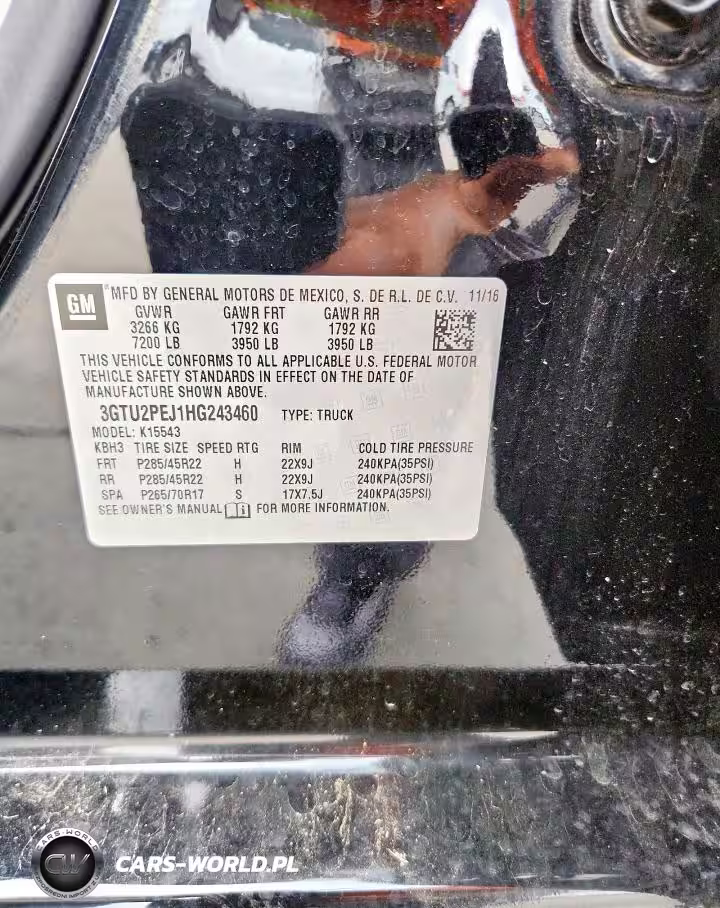 GM ® MFD BY GENERAL MOTORS DE MEXICO, S. DE R.L. DE C.V. 11/16
GVWR GAWR FRT GAWR RR
3266 KG 1792 KG 1792 KG
7200 LB 3950 LB 3950 LB
THIS VEHICLE CONFORMS TO ALL APPLICABLE U.S. FEDERAL MOTOR
VEHICLE SAFETY STANDARDS IN EFFECT ON THE DATE OF
MANUFACTURE SHOWN ABOVE.
3GTU2PEJ1HG243460 TYPE: TRUCK
MODEL: K15543
KBH3 TIRE SIZE SPEED RTG RIM COLD TIRE PRESSURE
FRT P285/45R22 H 22X9J 240KPA(35PSI)
RR P285/45R22 H 22X9J 240KPA(35PSI)
SPA P265/70R17 S 17X7.5J 240KPA(35PSI)
SEE OWNER'S MANUAL i FOR MORE INFORMATION.
CARS-WORLD
CW
CARS-WORLD.PL